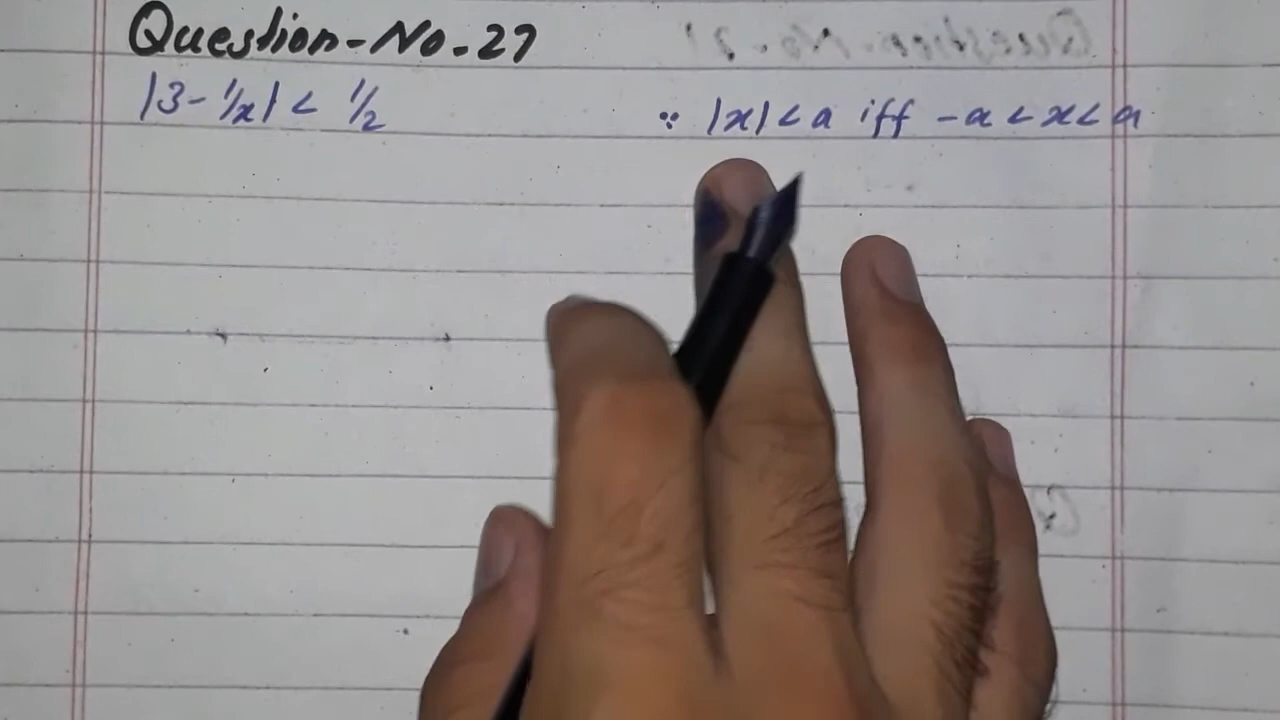 Question-No.27
|3-1/x| < 1/2
∵ |x| < a iff -a < x < a